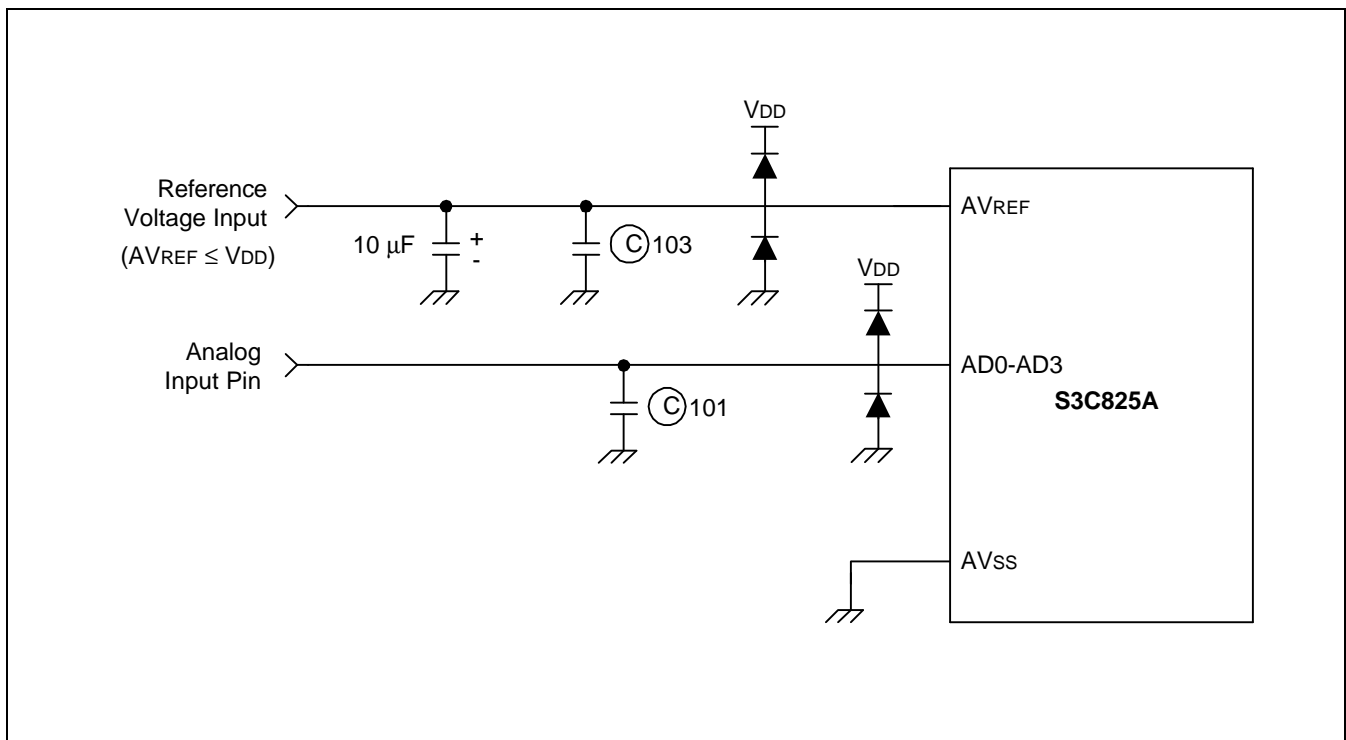 VDD
Reference
Voltage Input
(AVREF ≤ VDD)
10 μF
+
-
C 103
AVREF
VDD
Analog
Input Pin
C 101
AD0-AD3
S3C825A
AVSS